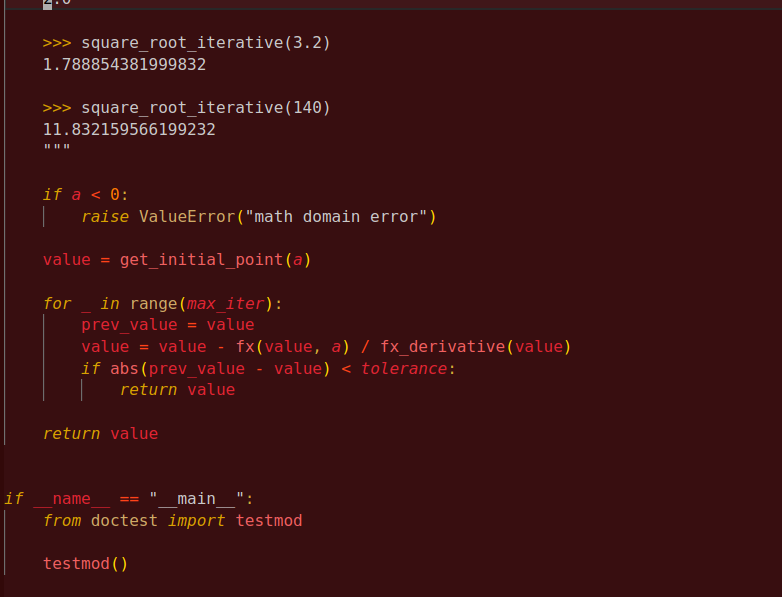 2.0
>>> square_root_iterative(3.2)
1.788854381999832
>>> square_root_iterative(140)
11.832159566199232
"""
if a < 0:
raise ValueError("math domain error")
value = get_initial_point(a)
for _ in range(max_iter):
prev_value = value
value = value - fx(value, a) / fx_derivative(value)
if abs(prev_value - value) < tolerance:
return value
return value
if __name__ == "__main__":
from doctest import testmod
testmod()